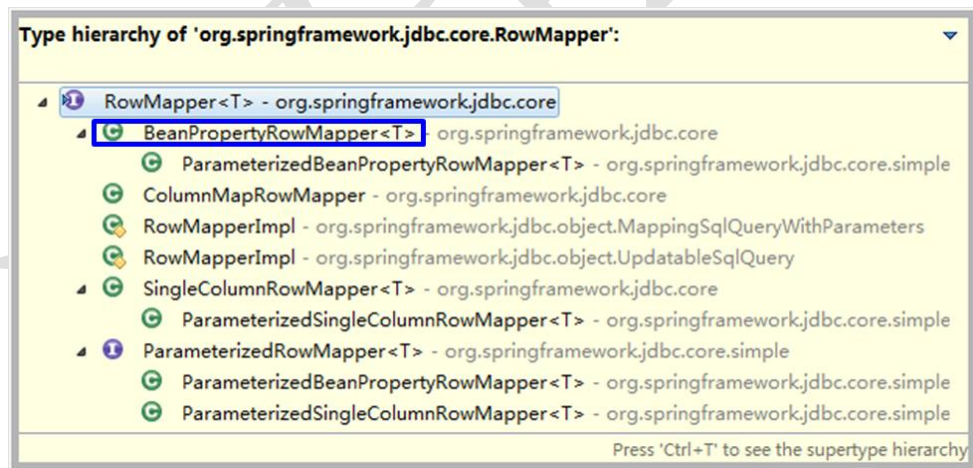 Type hierarchy of 'org.springframework.jdbc.core.RowMapper':
RowMapper<T> - org.springframework.jdbc.core
BeanPropertyRowMapper<T> - org.springframework.jdbc.core
ParameterizedBeanPropertyRowMapper<T> - org.springframework.jdbc.core.simple
ColumnMapRowMapper - org.springframework.jdbc.core
RowMapperImpl - org.springframework.jdbc.object.MappingSqlQueryWithParameters
RowMapperImpl - org.springframework.jdbc.object.UpdatableSqlQuery
SingleColumnRowMapper<T> - org.springframework.jdbc.core
ParameterizedSingleColumnRowMapper<T> - org.springframework.jdbc.core.simple
ParameterizedRowMapper<T> - org.springframework.jdbc.core.simple
ParameterizedBeanPropertyRowMapper<T> - org.springframework.jdbc.core.simple
ParameterizedSingleColumnRowMapper<T> - org.springframework.jdbc.core.simple
Press 'Ctrl+T' to see the supertype hierarchy